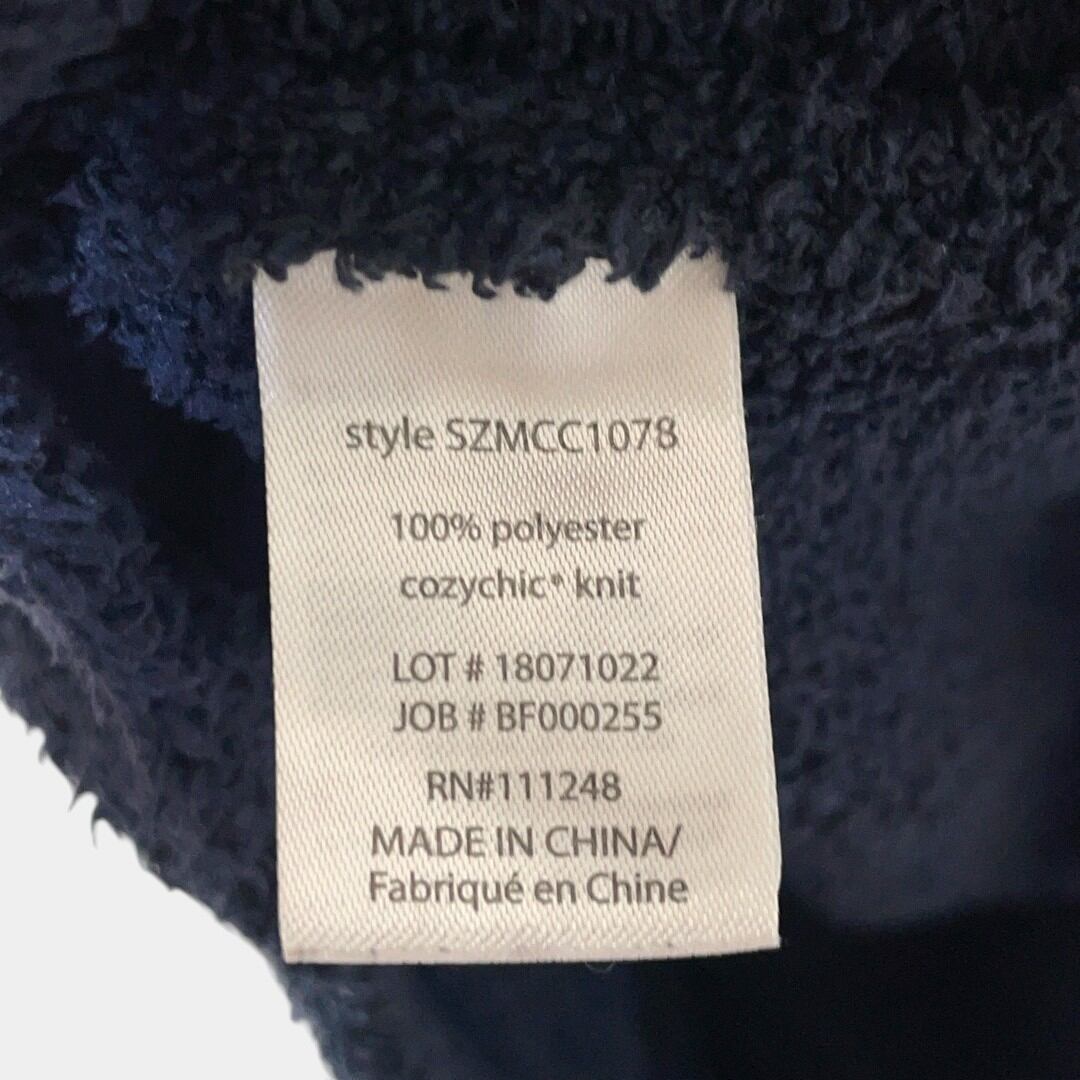 style SZMCC1078
100% polyester
cozychic® knit
LOT # 18071022
JOB # BF000255
RN#111248
MADE IN CHINA/
Fabriqué en Chine